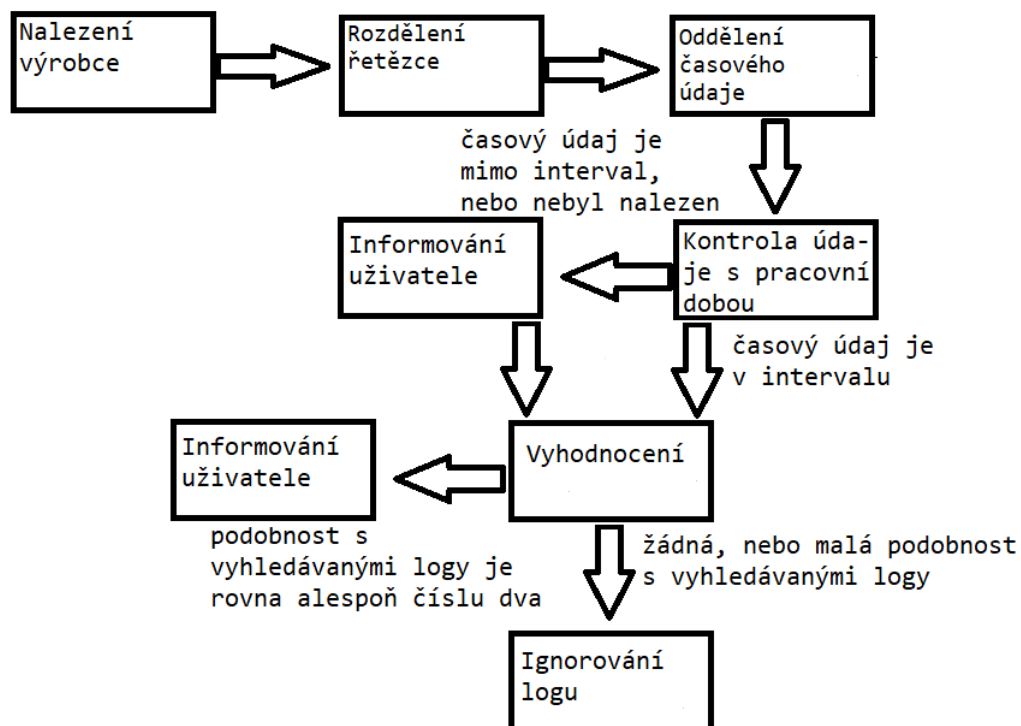 Nalezení
výrobce
Rozdělení
řetězce
Oddělení
časového
údaje
časový údaj je
mimo interval,
nebo nebyl nalezen
Informování
uživatele
Kontrola úda-
je s pracovní
dobou
časový údaj je
v intervalu
Informování
uživatele
Vyhodnocení
podobnost s
vyhledávanými logy je
rovna alespoň číslu dva
žádná, nebo malá podobnost
s vyhledávanými logy
Ignorování
logu